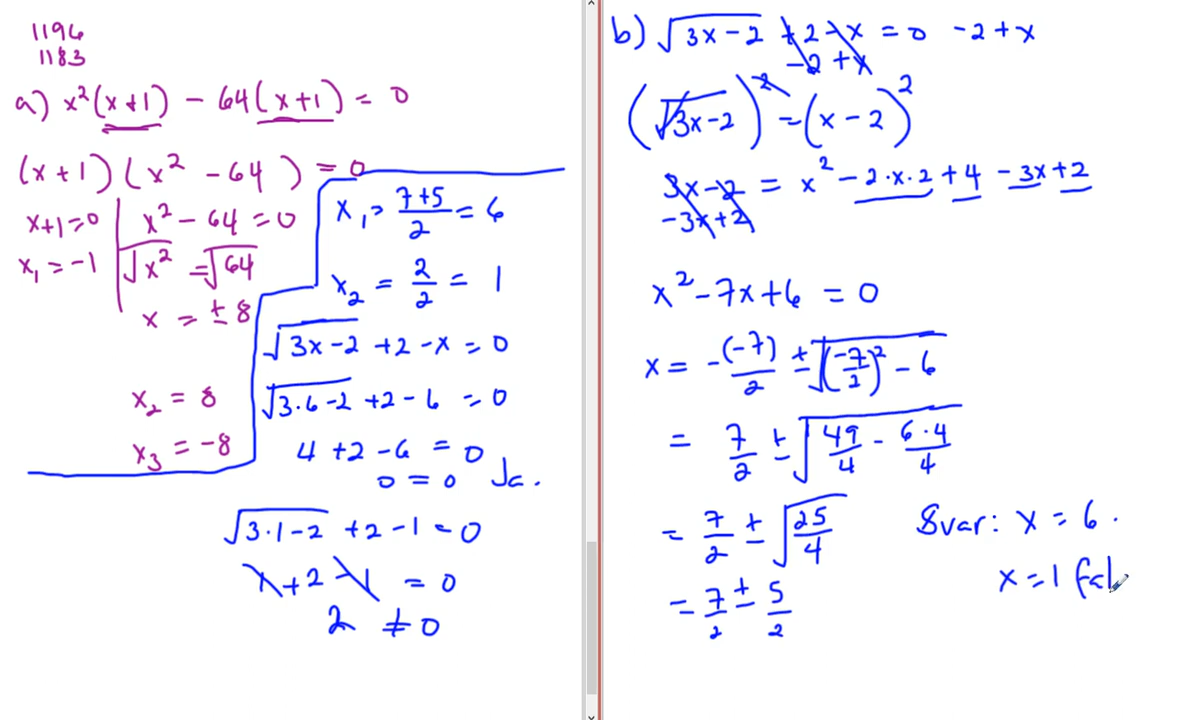 1196
1183
a) x²(x+1) - 64(x+1) = 0
(x+1)(x² - 64) = 0
x+1=0 | x² - 64 = 0
x₁ = -1 | √x² = √64
x = ± 8
x₂ = 8
x₃ = -8
x₁ = (7+5)/2 = 6
x₂ = 2/2 = 1
√(3x-2) +2-x = 0
√(3·6-2) +2-6 = 0
4 +2 -6 = 0
0 = 0 Ja.
√(3·1-2) +2-1 = 0
1+2-1 = 0
2 ≠ 0
b) √(3x-2) +2-x = 0 -2+x
-2 +x
(√(3x-2))² = (x-2)²
3x-2 = x² -2·x·2 +4 -3x+2
-3x+2
x² -7x+6 = 0
x = -(-7)/2 ± √((-7/2)² - 6)
= 7/2 ± √(49/4 - 6·4/4)
= 7/2 ± √(25/4)
= 7/2 ± 5/2
Svar: x = 6.
x = 1 fal